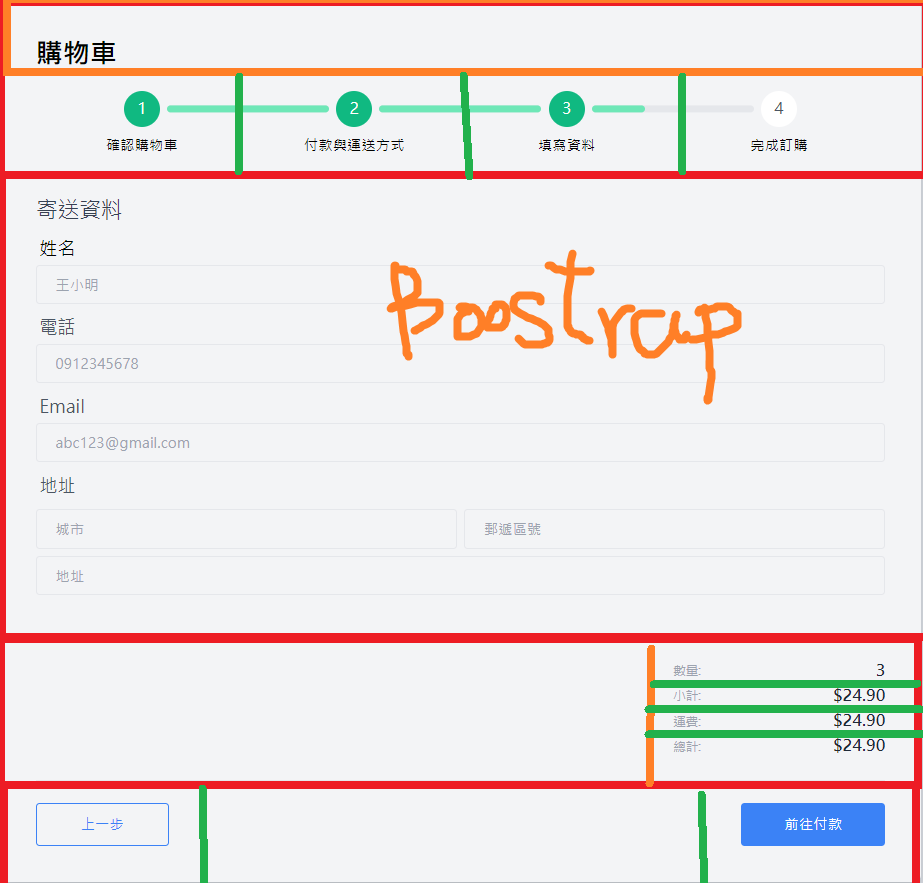 購物車
1 2 3 4
確認購物車 付款與運送方式 填寫資料 完成訂購
寄送資料
姓名
王小明
電話
0912345678
Boostrap
Email
abc123@gmail.com
地址
城市 郵遞區號
地址
數量: 3
小計: $24.90
運費: $24.90
總計: $24.90
上一步 前往付款